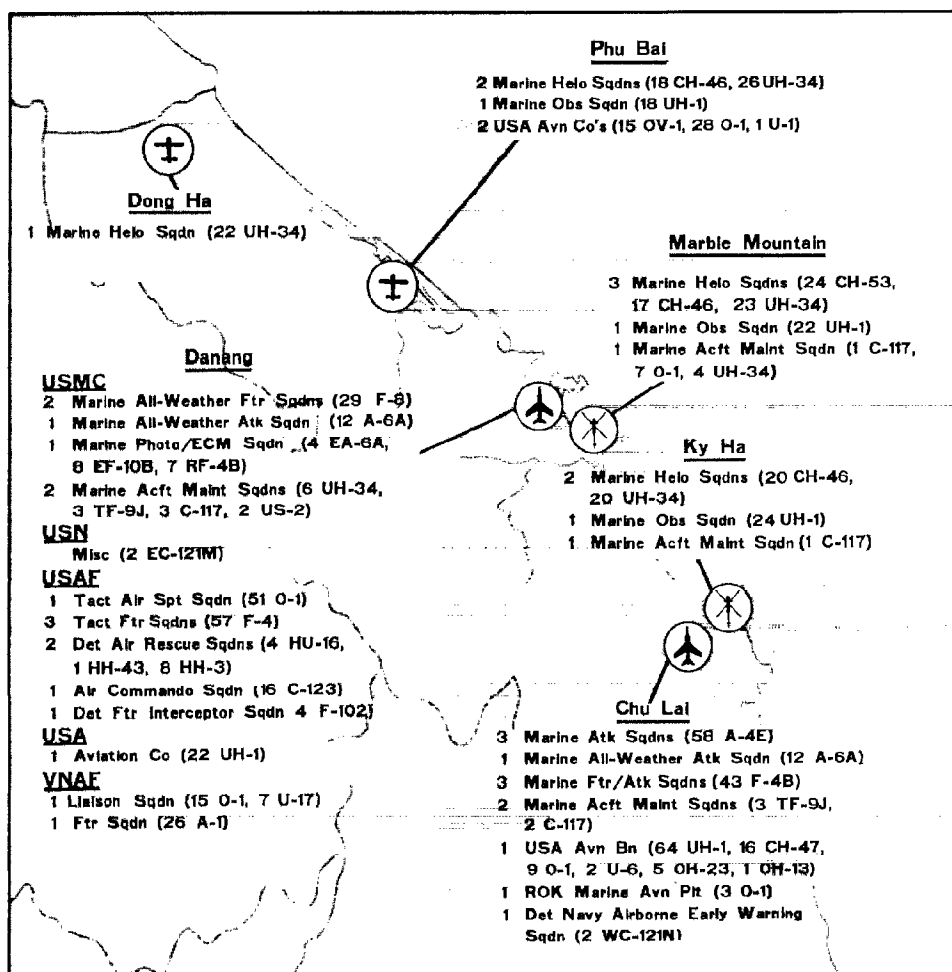 Phu Bai
2 Marine Helo Sqdns (18 CH-46, 26 UH-34)
1 Marine Obs Sqdn (18 UH-1)
2 USA Avn Co's (15 OV-1, 28 O-1, 1 U-1)
Dong Ha
1 Marine Helo Sqdn (22 UH-34)
Marble Mountain
3 Marine Helo Sqdns (24 CH-53,
17 CH-46, 23 UH-34)
1 Marine Obs Sqdn (22 UH-1)
1 Marine Acft Maint Sqdn (1 C-117,
7 O-1, 4 UH-34)
Danang
USMC
2 Marine All-Weather Ftr Sqdns (29 F-8)
1 Marine All-Weather Atk Sqdn (12 A-6A)
1 Marine Photo/ECM Sqdn (4 EA-6A,
8 EF-10B, 7 RF-4B)
2 Marine Acft Maint Sqdns (6 UH-34,
3 TF-9J, 3 C-117, 2 US-2)
USN
Misc (2 EC-121M)
USAF
1 Tact Air Spt Sqdn (51 O-1)
3 Tact Ftr Sqdns (57 F-4)
2 Det Air Rescue Sqdns (4 HU-16,
1 HH-43, 8 HH-3)
1 Air Commando Sqdn (16 C-123)
1 Det Ftr Interceptor Sqdn 4 F-102)
USA
1 Aviation Co (22 UH-1)
VNAF
1 Liaison Sqdn (15 O-1, 7 U-17)
1 Ftr Sqdn (26 A-1)
Ky Ha
2 Marine Helo Sqdns (20 CH-46,
20 UH-34)
1 Marine Obs Sqdn (24 UH-1)
1 Marine Acft Maint Sqdn (1 C-117)
Chu Lai
3 Marine Atk Sqdns (58 A-4E)
1 Marine All-Weather Atk Sqdn (12 A-6A)
3 Marine Ftr/Atk Sqdns (43 F-4B)
2 Marine Acft Maint Sqdns (3 TF-9J,
2 C-117)
1 USA Avn Bn (64 UH-1, 16 CH-47,
9 O-1, 2 U-6, 5 OH-23, 1 OH-13)
1 ROK Marine Avn Plt (3 O-1)
1 Det Navy Airborne Early Warning
Sqdn (2 WC-121N)